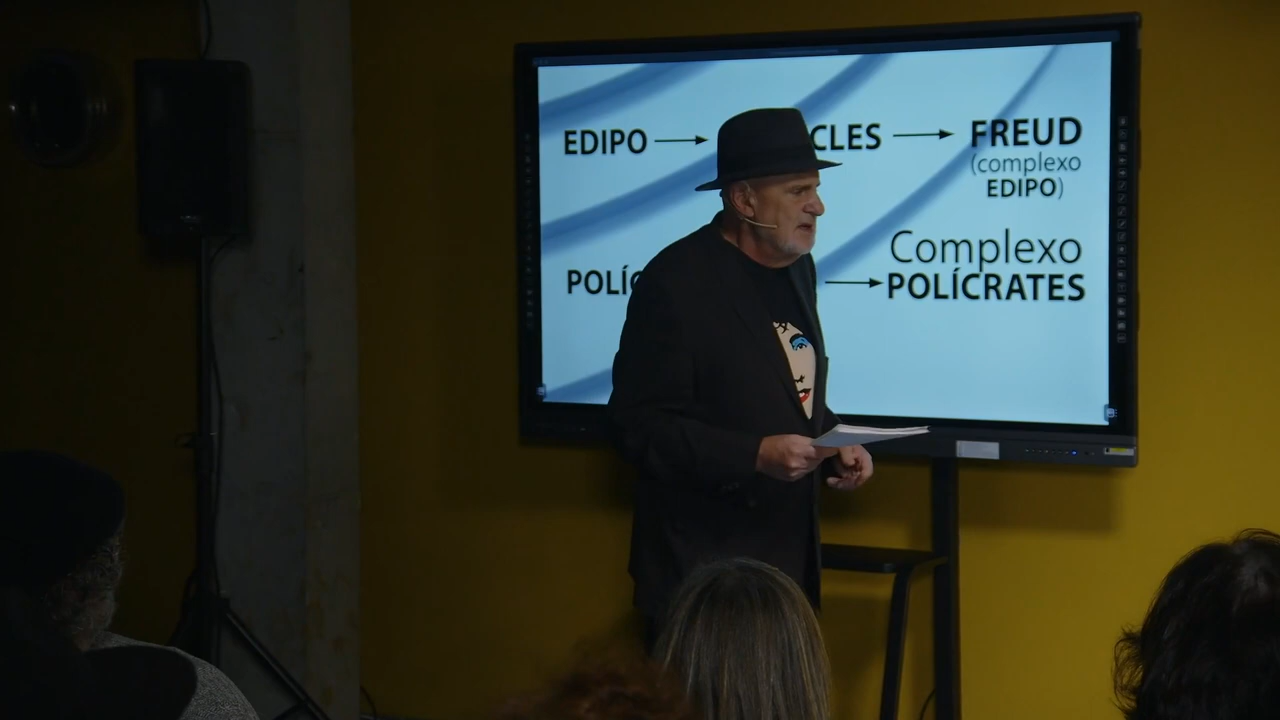 EDIPO CLES FREUD
(complexo
EDIPO)
Complexo
POLÍC POLÍCRATES